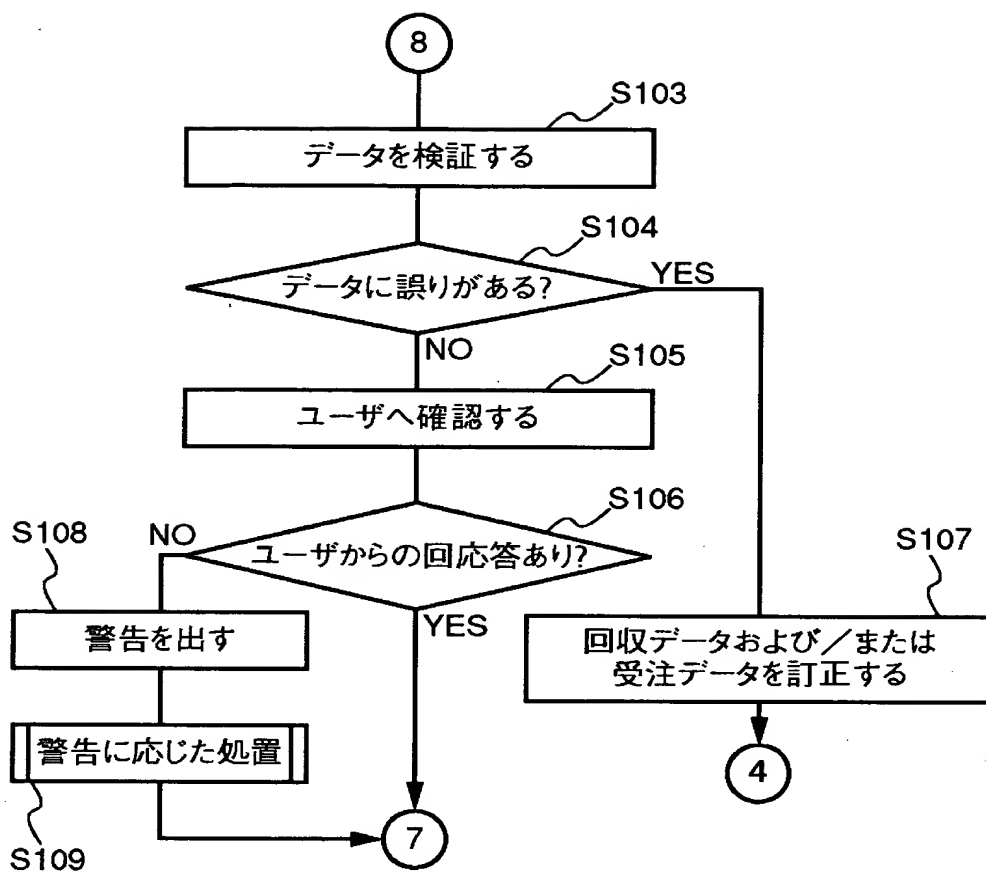 8
S103
データを検証する
S104
データに誤りがある?
YES
NO
S105
ユーザへ確認する
S106
ユーザからの回応答あり?
NO
YES
S108
警告を出す
S107
回収データおよび/または
受注データを訂正する
警告に応じた処置
S109
4
7